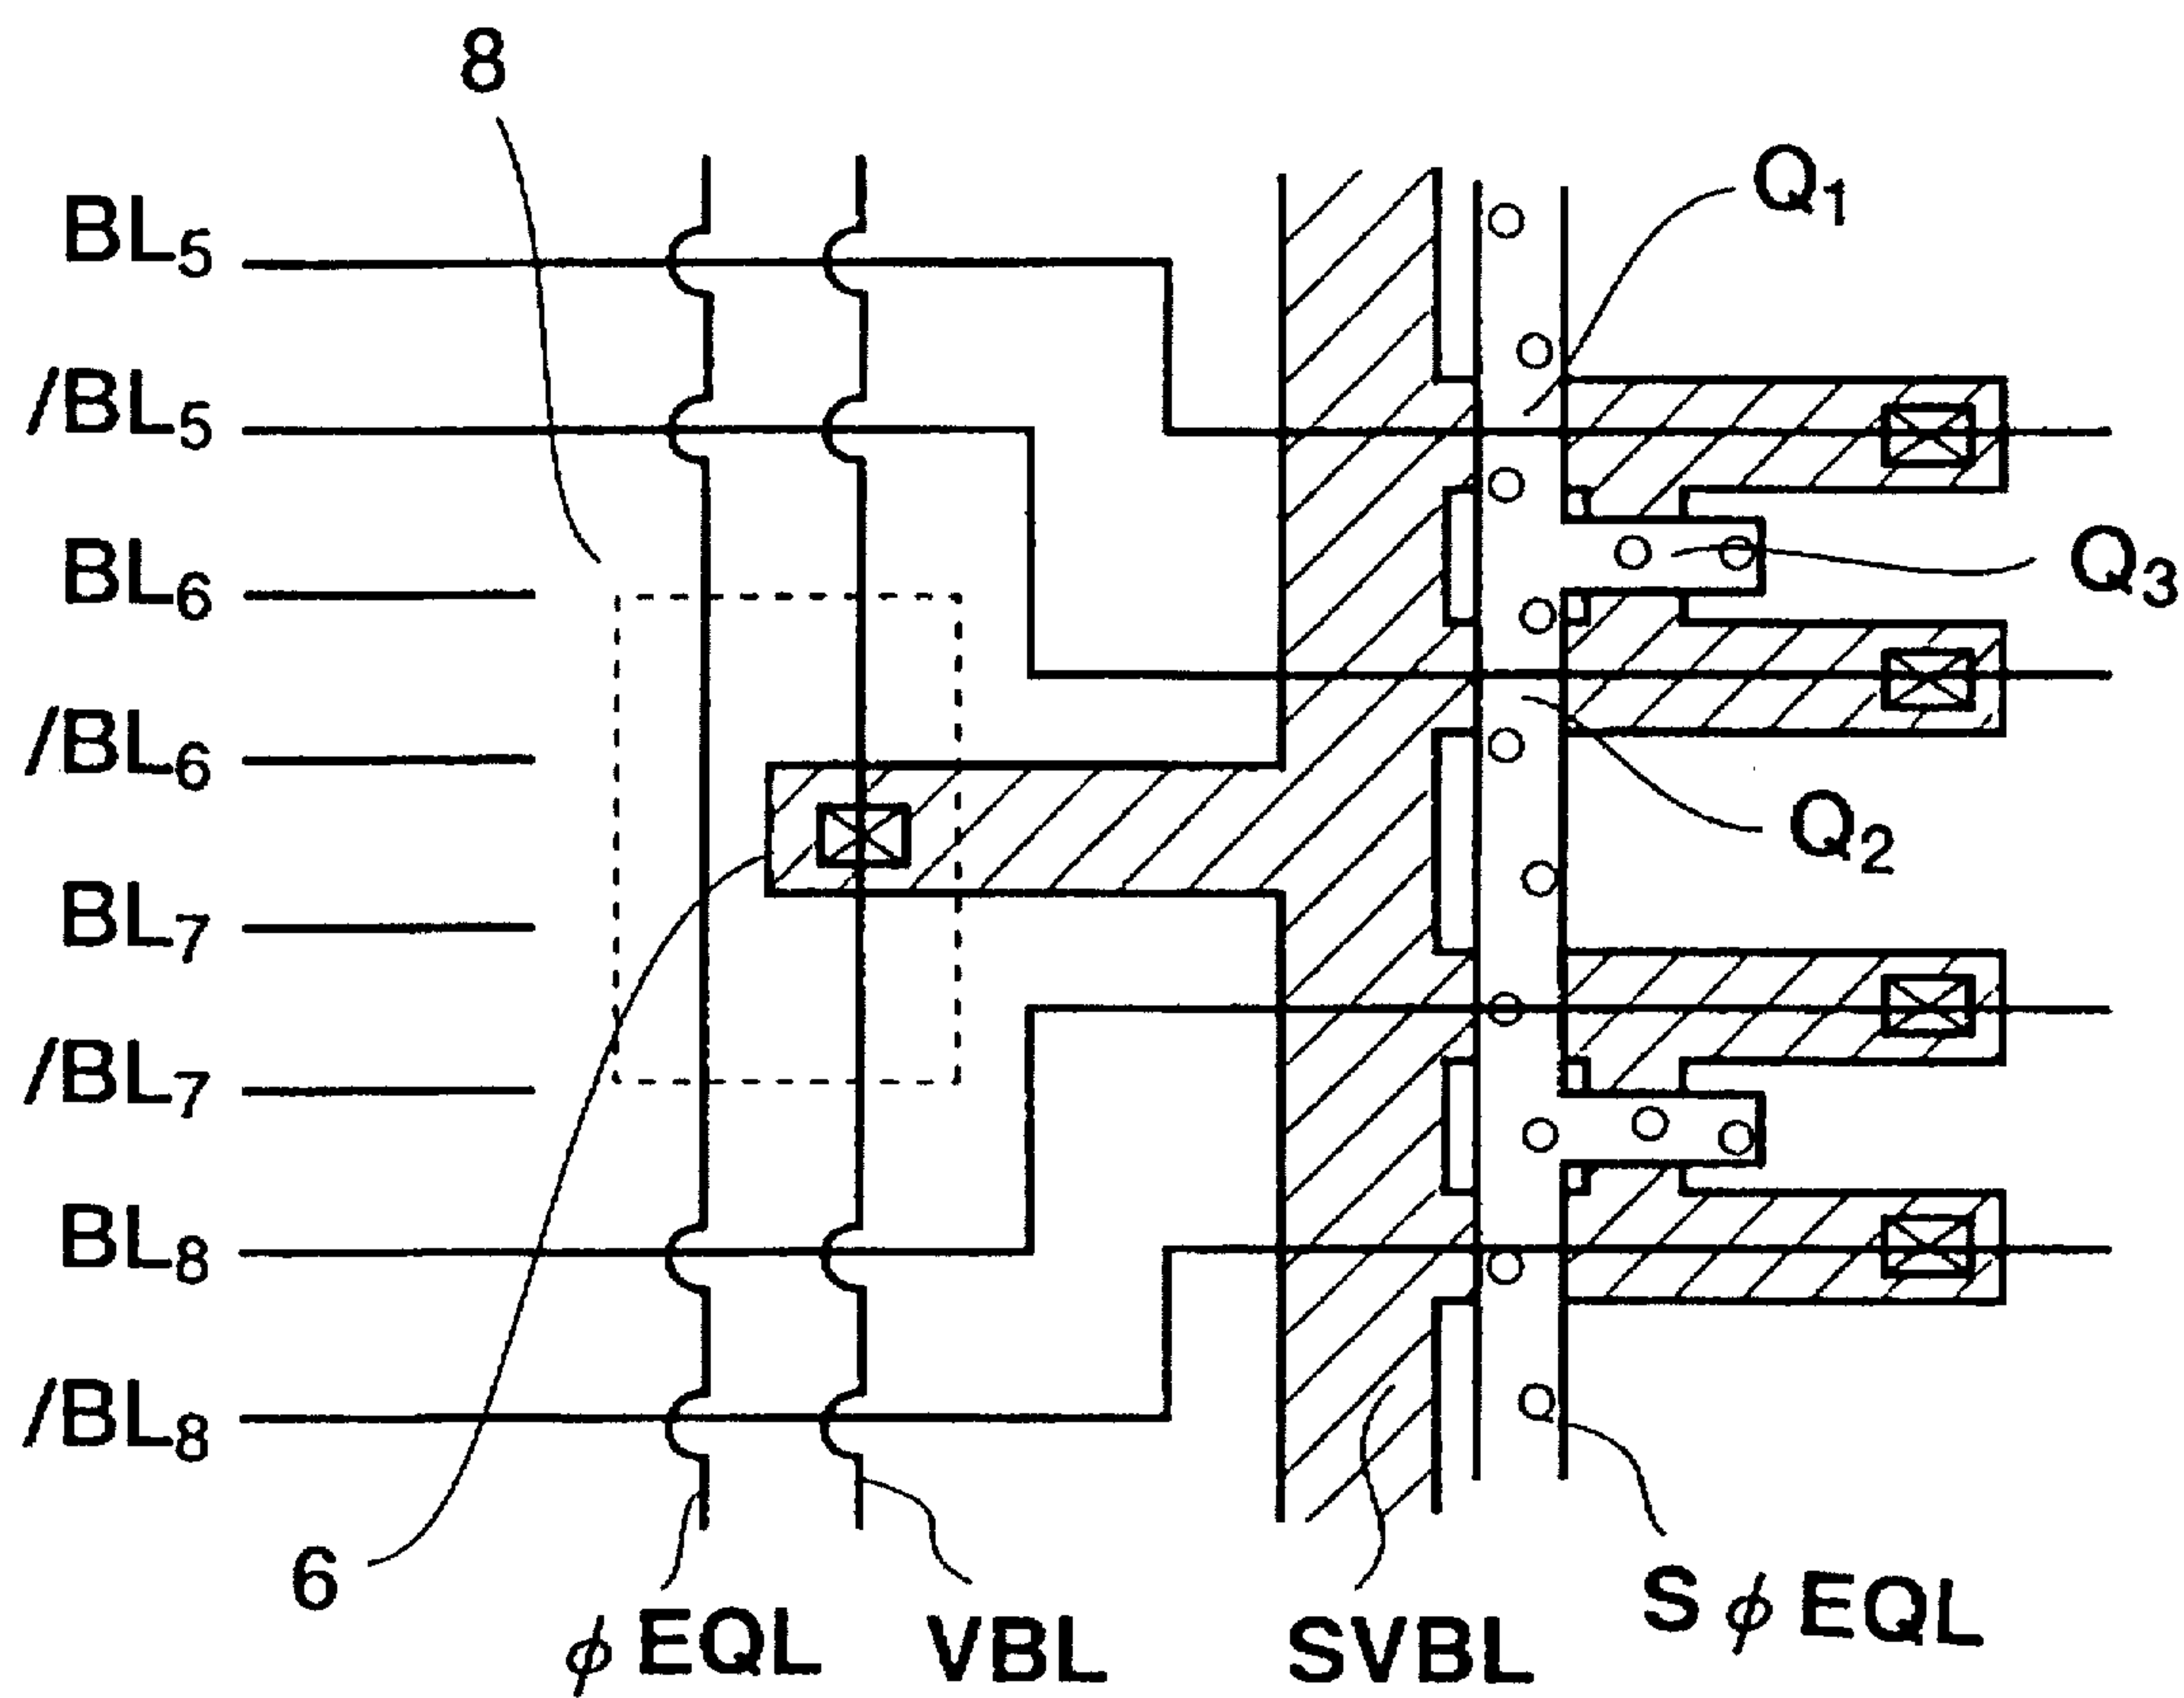 8
Q1
BL5
/BL5
BL6
Q3
/BL6
Q2
BL7
/BL7
BL8
/BL8
6
φEQL
VBL
SVBL
SφEQL